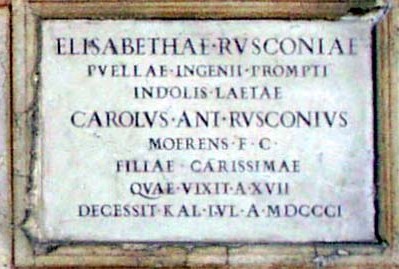 ELISABETHAE·RVSCONIAE
PVELLAE·INGENII·PROMPTI
INDOLIS·LAETAE
CAROLVS·ANT·RVSCONIVS
MOERENS·F·C·
FILIAE·CARISSIMAE
QVAE·VIXIT·A·XVII
DECESSIT·KAL·IVL·A·MDCCCI